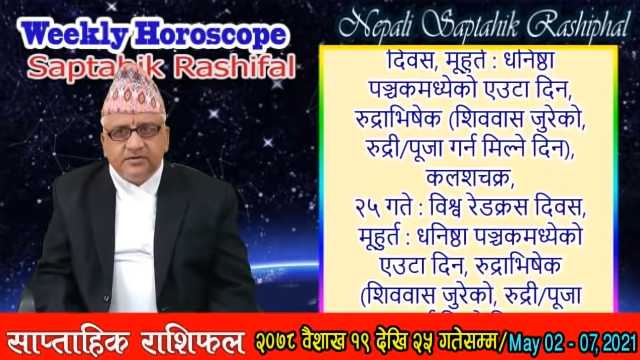 Weekly Horoscope
Saptahik Rashifal
Nepali Saptahik Rashiphal
दिवस, मूहुर्त : धनिष्ठा
पञ्चकमध्येको एउटा दिन,
रुद्राभिषेक (शिववास जुरेको,
रुद्री/पूजा गर्न मिल्ने दिन),
कलशचक्र,
२५ गते : विश्व रेडक्रस दिवस,
मूहुर्त : धनिष्ठा पञ्चकमध्येको
एउटा दिन, रुद्राभिषेक
(शिववास जुरेको, रुद्री/पूजा
साप्ताहिक राशिफल २०७८ वैशाख १९ देखि २५ गतेसम्म/May 02 - 07, 2021